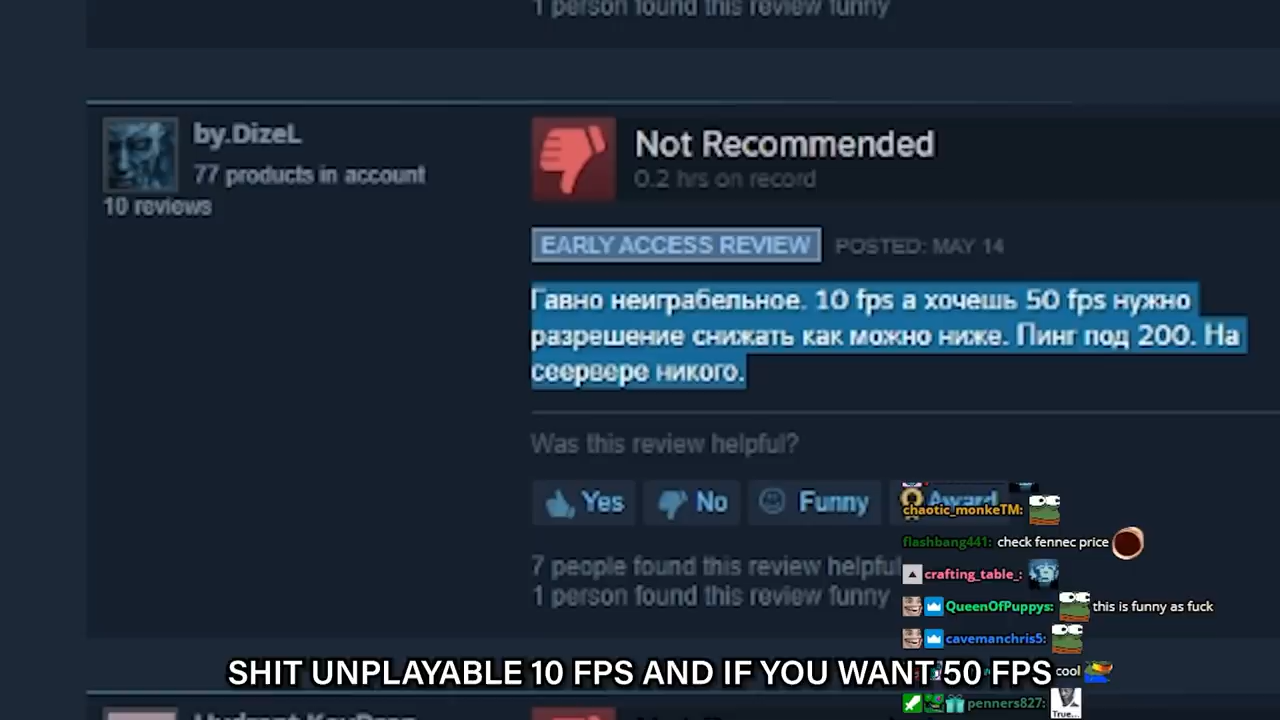 1 person found this review funny
by.DizeL
77 products in account
10 reviews
Not Recommended
0.2 hrs on record
EARLY ACCESS REVIEW
POSTED: MAY 14
Гавно неиграбельное. 10 fps а хочешь 50 fps нужно
разрешение снижать как можно ниже. Пинг под 200. На
сеервере никого.
Was this review helpful?
Yes
No
Funny
Award
7 people found this review helpful
1 person found this review funny
chaotic_monkeTM:
flashbang441: check fennec price
crafting_table_:
QueenOfPuppys: this is funny as fuck
cavemanchris5:
cool
penners827:
True...
SHIT UNPLAYABLE 10 FPS AND IF YOU WANT 50 FPS